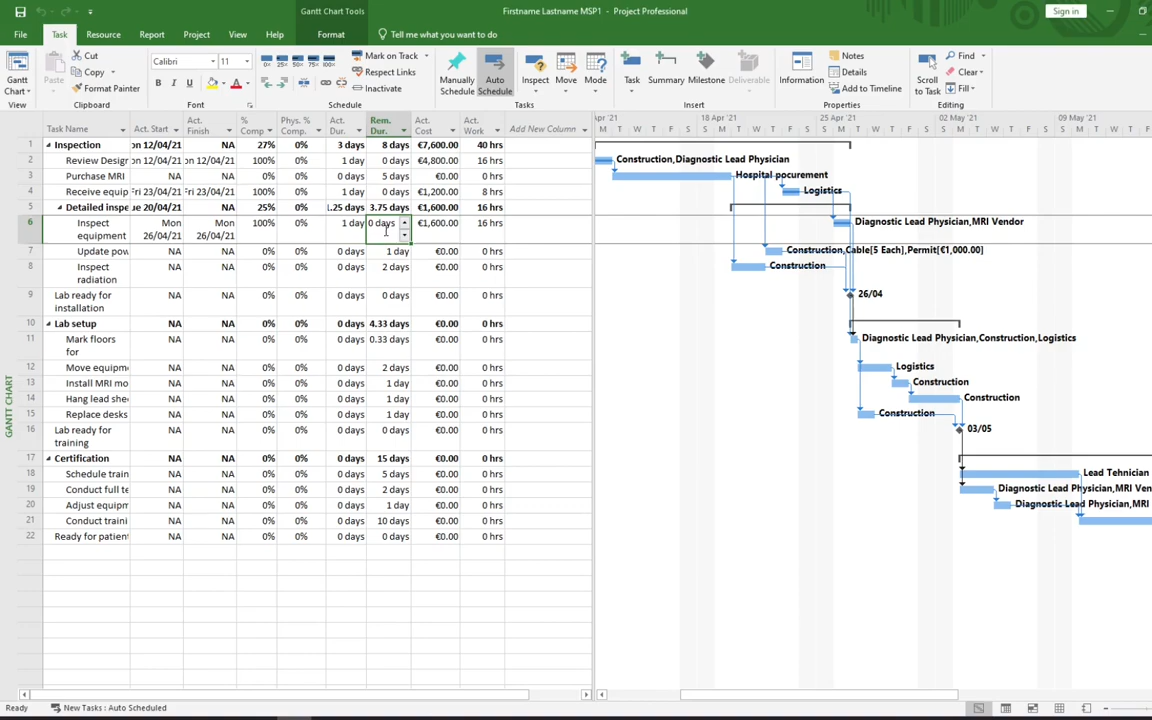 Gantt Chart Tools
Firstname Lastname MSP1 - Project Professional
Sign in
File Task Resource Report Project View Help Format Tell me what you want to do
Gantt Chart
View
Paste
Cut
Copy
Format Painter
Clipboard
Calibri 11
B I U A
Font
0% 25% 50% 75% 100%
Mark on Track
Respect Links
Inactivate
Schedule
Manually Schedule
Auto Schedule
Inspect
Move
Mode
Tasks
Task
Summary
Milestone
Deliverable
Insert
Information
Notes
Details
Add to Timeline
Properties
Scroll to Task
Find
Clear
Fill
Editing
Task Name Act. Start Act. Finish % Comp. Phys. % Comp. Act. Dur. Rem. Dur. Act. Cost Act. Work Add New Column
M T W T F S S 18 Apr '21 M T W T F S S 25 Apr '21 M T W T F S S 02 May '21 M T W T F S S 09 May '21 M T W T F
1 Inspection on 12/04/21 NA 27% 0% 3 days 8 days €7,600.00 40 hrs
2 Review Design on 12/04/21 on 12/04/21 100% 0% 1 day 0 days €4,800.00 16 hrs
3 Purchase MRI NA NA 0% 0% 0 days 5 days €0.00 0 hrs
4 Receive equip Fri 23/04/21 Fri 23/04/21 100% 0% 1 day 0 days €1,200.00 8 hrs
5 Detailed inspe ue 20/04/21 NA 25% 0% 1.25 days 3.75 days €1,600.00 16 hrs
6 Inspect equipment Mon 26/04/21 Mon 26/04/21 100% 0% 1 day 0 days €1,600.00 16 hrs
7 Update pov NA NA 0% 0% 0 days 1 day €0.00 0 hrs
8 Inspect radiation NA NA 0% 0% 0 days 2 days €0.00 0 hrs
9 Lab ready for installation NA NA 0% 0% 0 days 0 days €0.00 0 hrs
10 Lab setup NA NA 0% 0% 0 days 4.33 days €0.00 0 hrs
11 Mark floors for NA NA 0% 0% 0 days 0.33 days €0.00 0 hrs
12 Move equipm NA NA 0% 0% 0 days 2 days €0.00 0 hrs
13 Install MRI mo NA NA 0% 0% 0 days 1 day €0.00 0 hrs
14 Hang lead she NA NA 0% 0% 0 days 1 day €0.00 0 hrs
15 Replace desks NA NA 0% 0% 0 days 1 day €0.00 0 hrs
16 Lab ready for training NA NA 0% 0% 0 days 0 days €0.00 0 hrs
17 Certification NA NA 0% 0% 0 days 15 days €0.00 0 hrs
18 Schedule train NA NA 0% 0% 0 days 5 days €0.00 0 hrs
19 Conduct full te NA NA 0% 0% 0 days 2 days €0.00 0 hrs
20 Adjust equipm NA NA 0% 0% 0 days 1 day €0.00 0 hrs
21 Conduct traini NA NA 0% 0% 0 days 10 days €0.00 0 hrs
22 Ready for patient NA NA 0% 0% 0 days 0 days €0.00 0 hrs
Construction,Diagnostic Lead Physician
Hospital pocurement
Logistics
Diagnostic Lead Physician,MRI Vendor
Construction,Cable[5 Each],Permit[€1,000.00]
Construction
26/04
Diagnostic Lead Physician,Construction,Logistics
Logistics
Construction
Construction
Construction
03/05
Lead Technician
Diagnostic Lead Physician,MRI Ven
Diagnostic Lead Physician,MRI
GANTT CHART
Ready New Tasks : Auto Scheduled